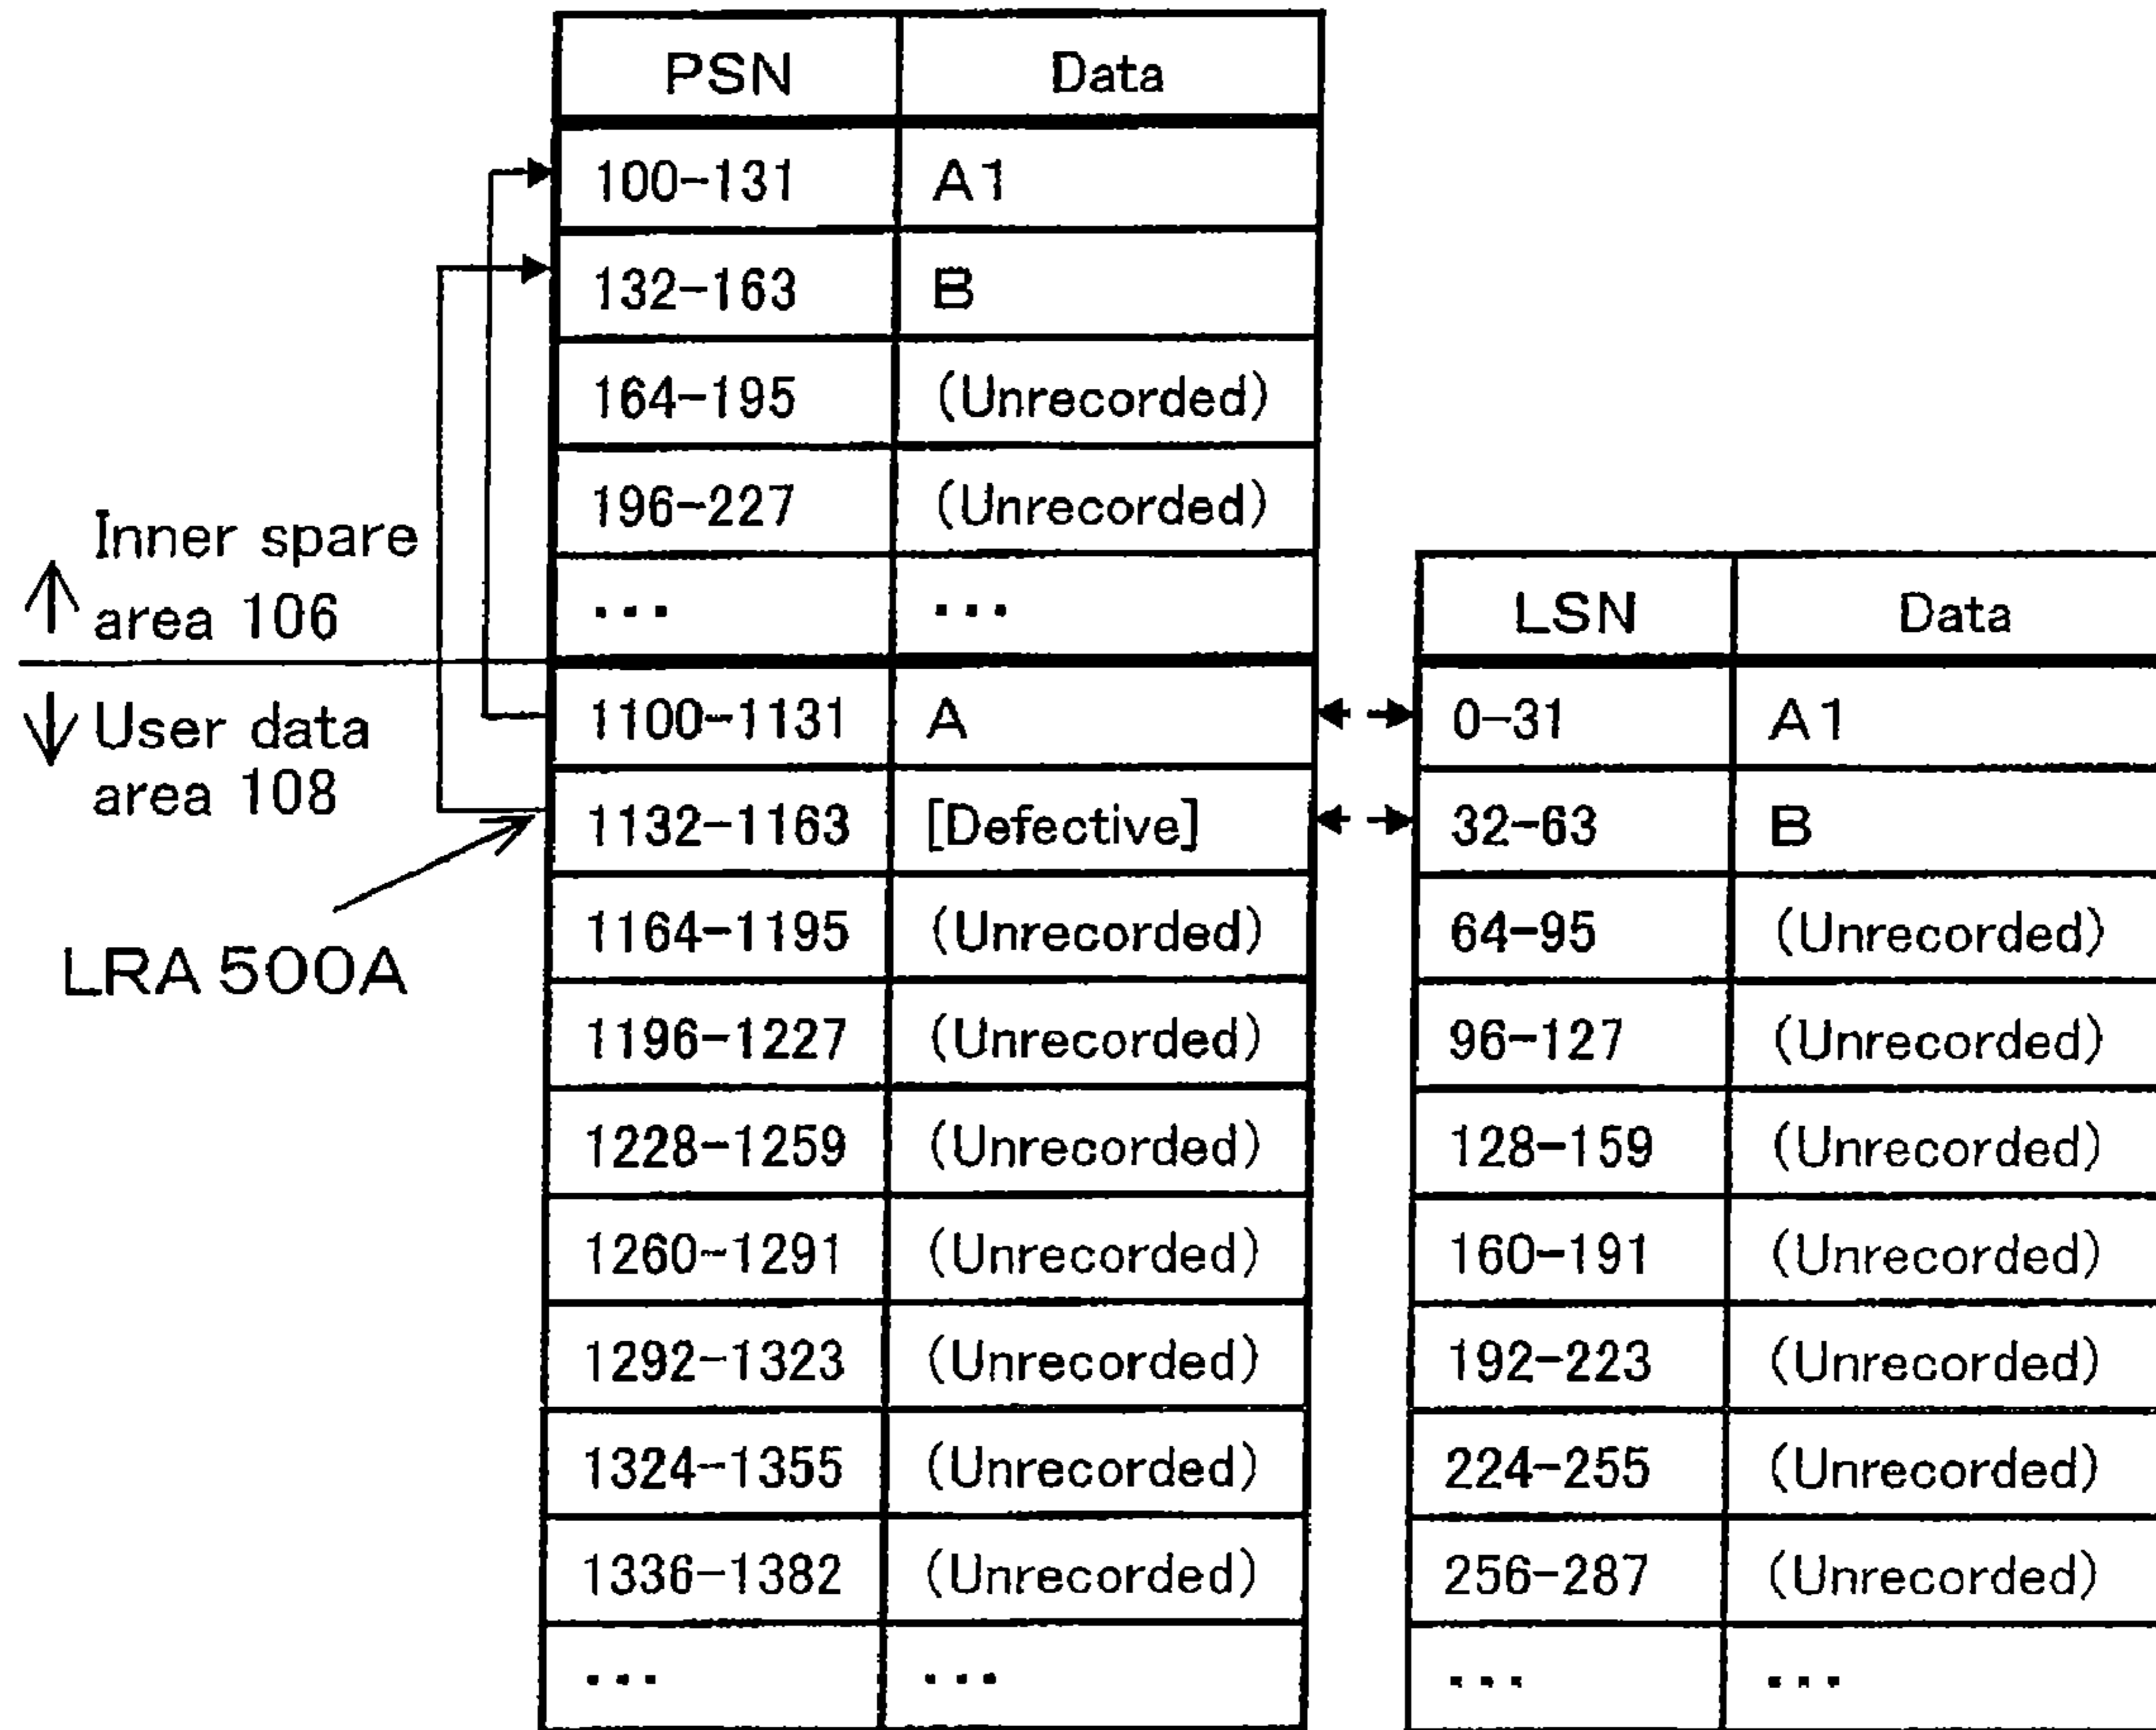 PSN Data
100-131 A1
132-163 B
164-195 (Unrecorded)
196-227 (Unrecorded)
... ...
Inner spare
area 106
User data
area 108
1100-1131 A
1132-1163 [Defective]
1164-1195 (Unrecorded)
1196-1227 (Unrecorded)
1228-1259 (Unrecorded)
1260-1291 (Unrecorded)
1292-1323 (Unrecorded)
1324-1355 (Unrecorded)
1336-1382 (Unrecorded)
... ...
LRA 500A
LSN Data
0-31 A1
32-63 B
64-95 (Unrecorded)
96-127 (Unrecorded)
128-159 (Unrecorded)
160-191 (Unrecorded)
192-223 (Unrecorded)
224-255 (Unrecorded)
256-287 (Unrecorded)
... ...